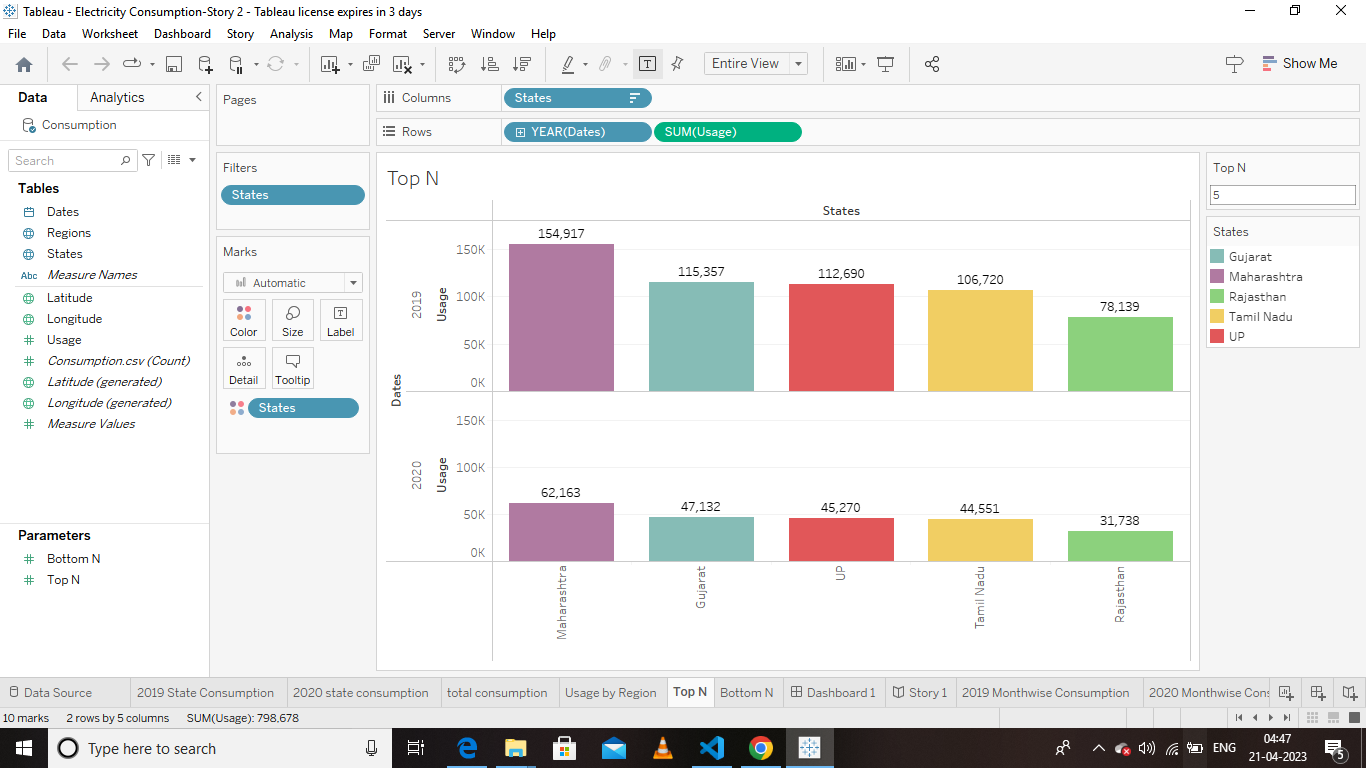 Tableau - Electricity Consumption-Story 2 - Tableau license expires in 3 days
File Data Worksheet Dashboard Story Analysis Map Format Server Window Help
Entire View
Show Me
Data
Analytics
Consumption
Search
Tables
Dates
Regions
States
Abc Measure Names
Latitude
Longitude
Usage
Consumption.csv (Count)
Latitude (generated)
Longitude (generated)
Measure Values
Parameters
Bottom N
Top N
Pages
Filters
States
Marks
Automatic
Color
Size
Label
Detail
Tooltip
States
Columns
States
Rows
YEAR(Dates)
SUM(Usage)
Top N
States
Dates
2019
Usage
150K
100K
50K
0K
154,917
115,357
112,690
106,720
78,139
2020
Usage
150K
100K
50K
0K
62,163
47,132
45,270
44,551
31,738
Maharashtra
Gujarat
UP
Tamil Nadu
Rajasthan
Top N
5
States
Gujarat
Maharashtra
Rajasthan
Tamil Nadu
UP
Data Source
2019 State Consumption
2020 state consumption
total consumption
Usage by Region
Top N
Bottom N
Dashboard 1
Story 1
2019 Monthwise Consumption
2020 Monthwise Cons
10 marks 2 rows by 5 columns SUM(Usage): 798,678
Type here to search
ENG
04:47
21-04-2023
5